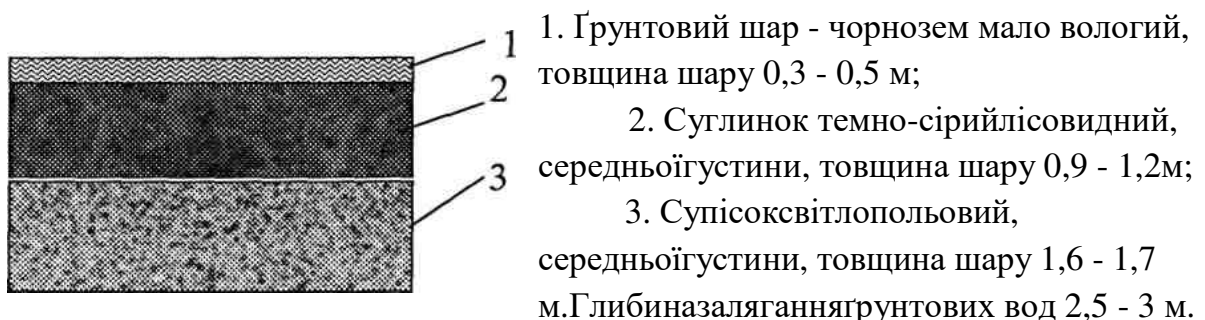 1. Ґрунтовий шар - чорнозем мало вологий,
товщина шару 0,3 - 0,5 м;
2. Суглинок темно-сірийлісовидний,
середньоїгустини, товщина шару 0,9 - 1,2м;
3. Супісоксвітлопольовий,
середньоїгустини, товщина шару 1,6 - 1,7
м.Глибиназаляганняґрунтових вод 2,5 - 3 м.
1
2
3